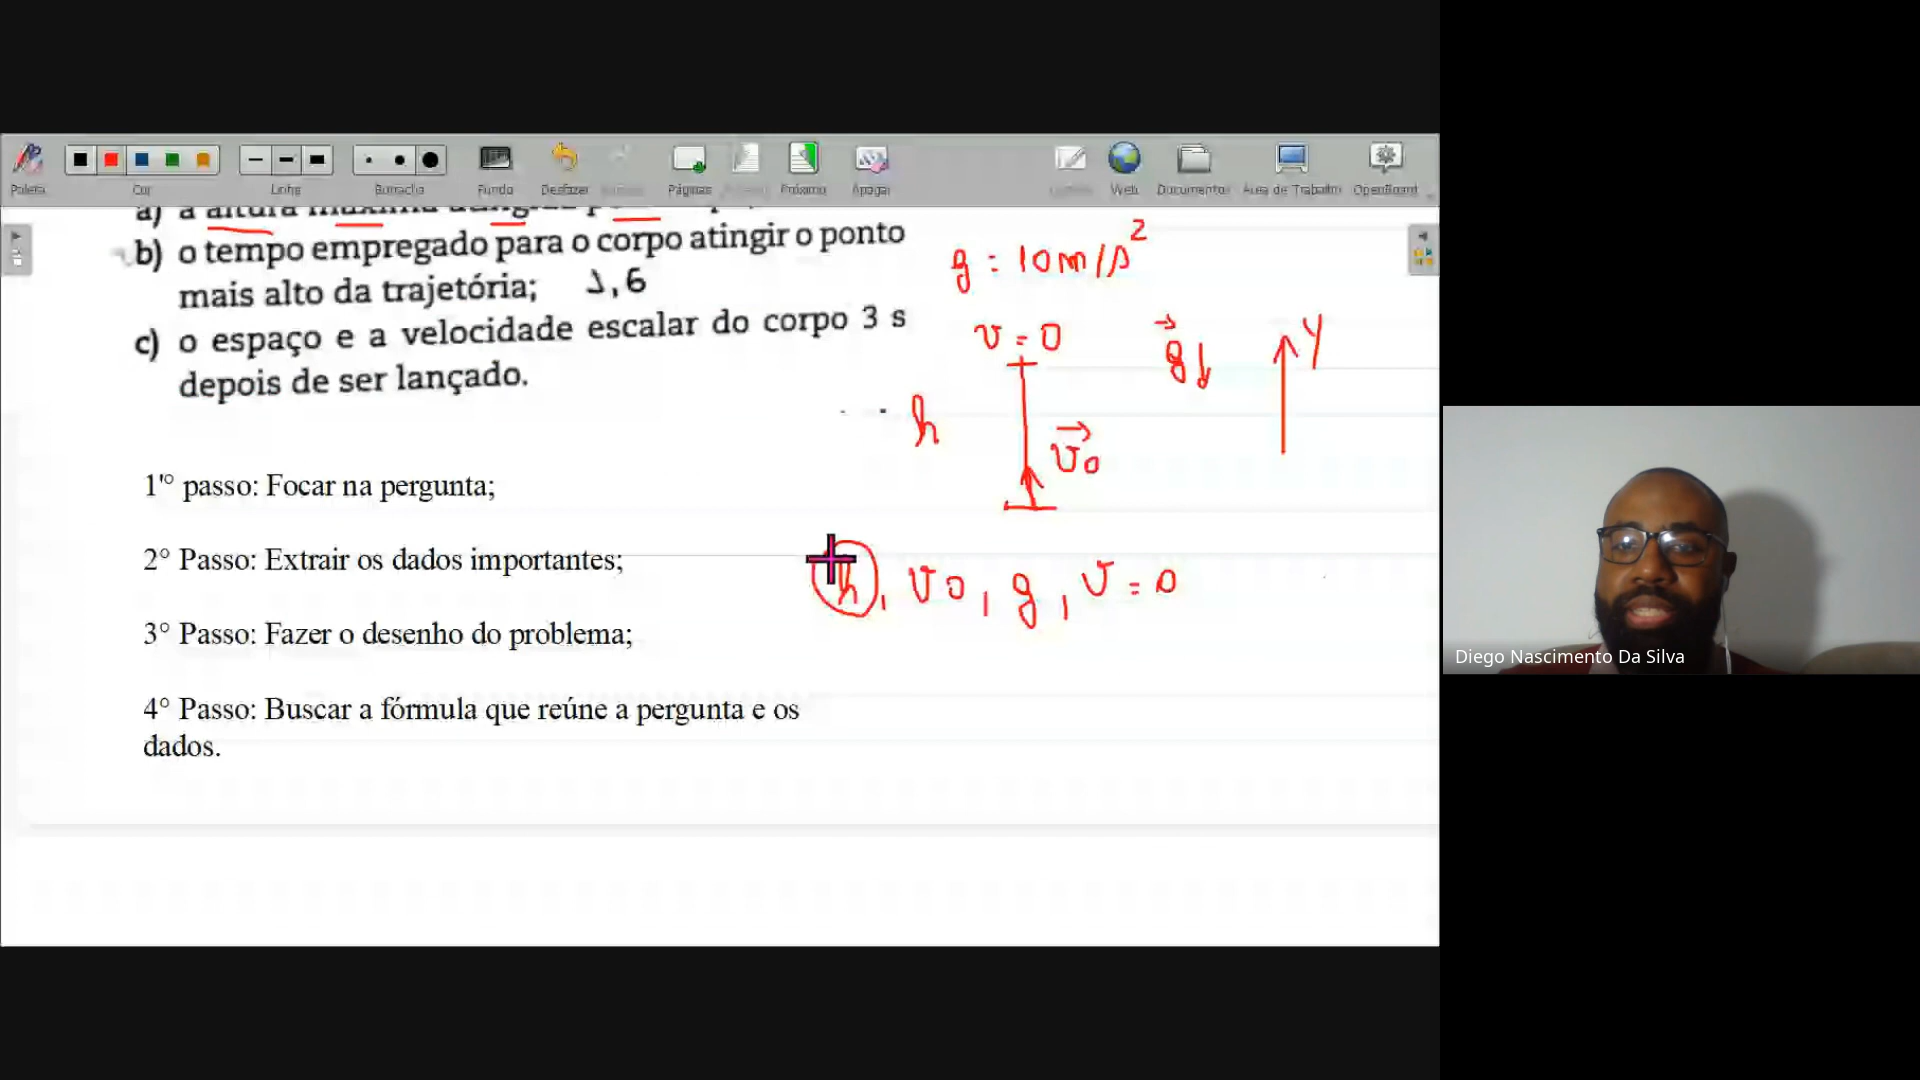 Paleta Cor Linha Borracha Fundo Desfazer Páginas Próximo Apagar Web Documentos Área de Trabalho OpenBoard
a) a altura máxima atingida
b) o tempo empregado para o corpo atingir o ponto
mais alto da trajetória; 1,6
c) o espaço e a velocidade escalar do corpo 3 s
depois de ser lançado.
g = 10 m/s²
v = 0
g
y
h
v0
1'° passo: Focar na pergunta;
2° Passo: Extrair os dados importantes;
h, v0, g, v = 0
3° Passo: Fazer o desenho do problema;
4° Passo: Buscar a fórmula que reúne a pergunta e os
dados.
Diego Nascimento Da Silva